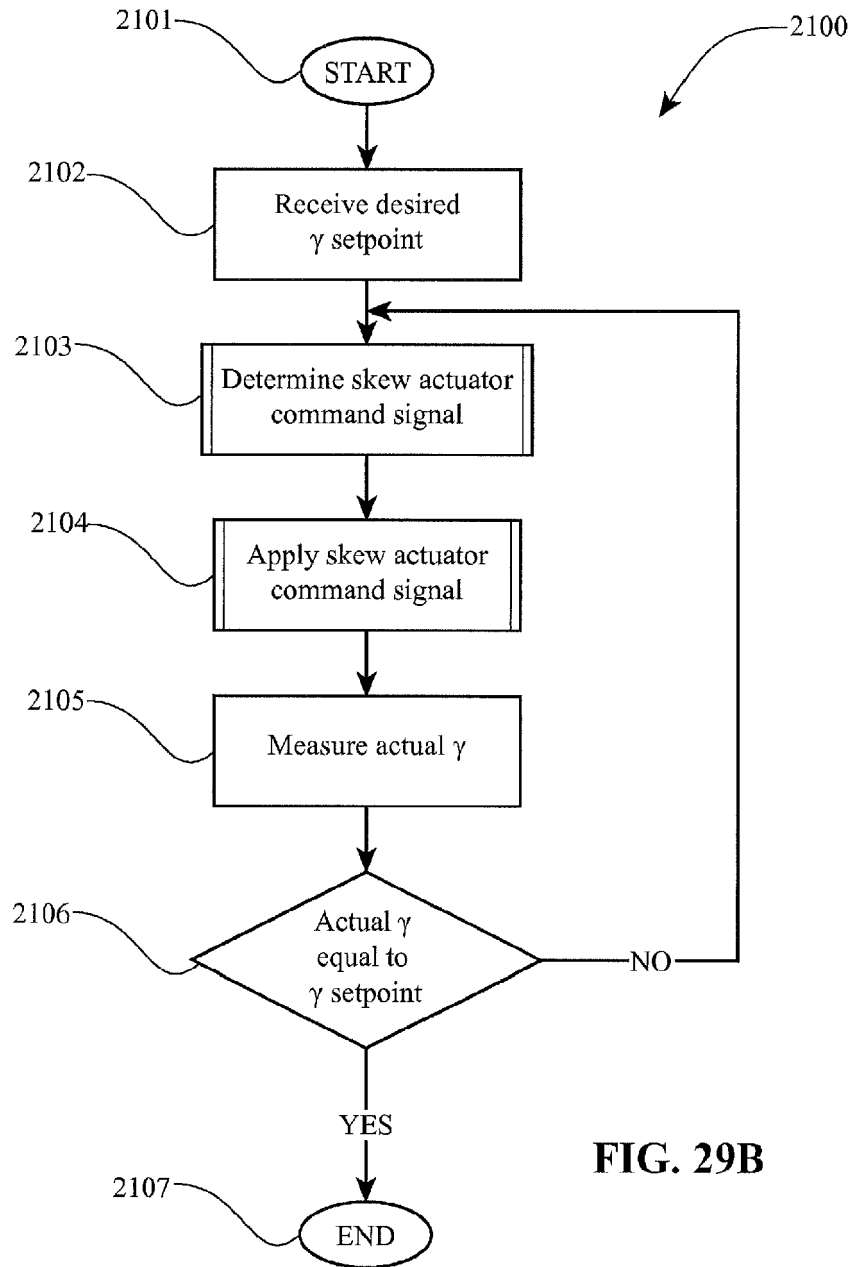 2101
START
2100
2102
Receive desired
γ setpoint
2103
Determine skew actuator
command signal
2104
Apply skew actuator
command signal
2105
Measure actual γ
2106
Actual γ
equal to
γ setpoint
NO
YES
FIG. 29B
2107
END